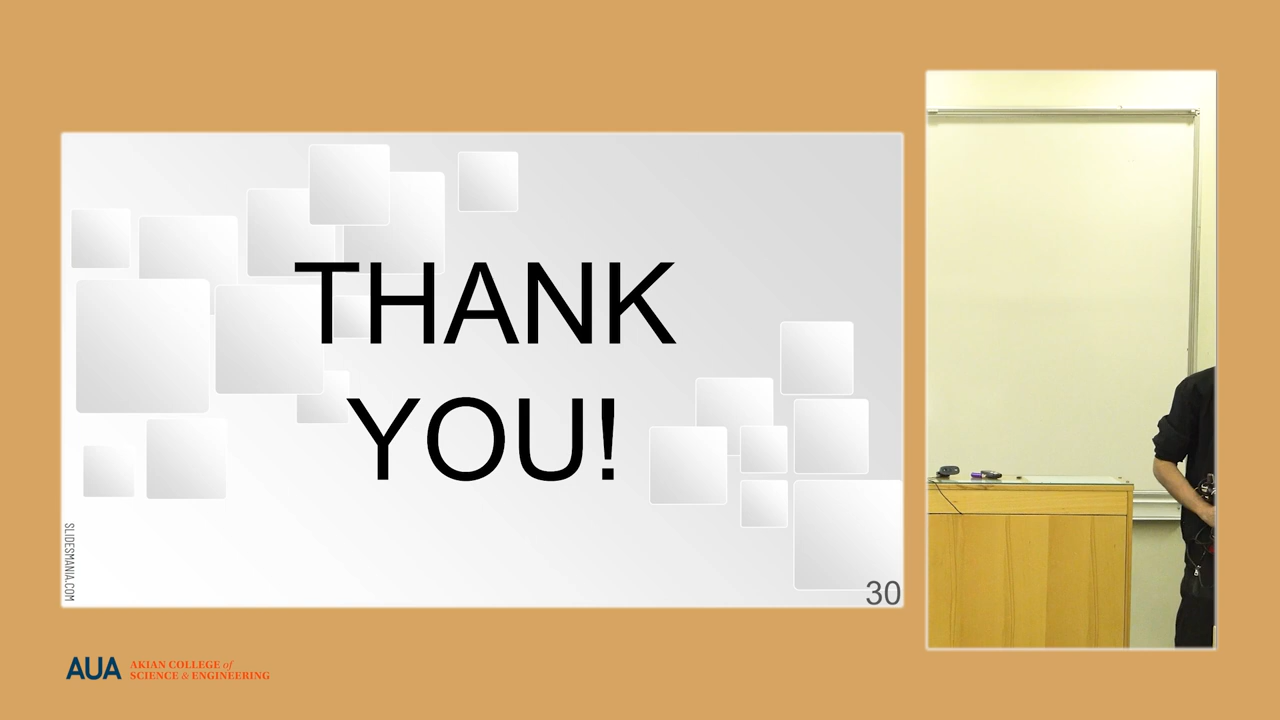 THANK
YOU!
SLIDESMANIA.COM
30
AUA
AKIAN COLLEGE of
SCIENCE & ENGINEERING